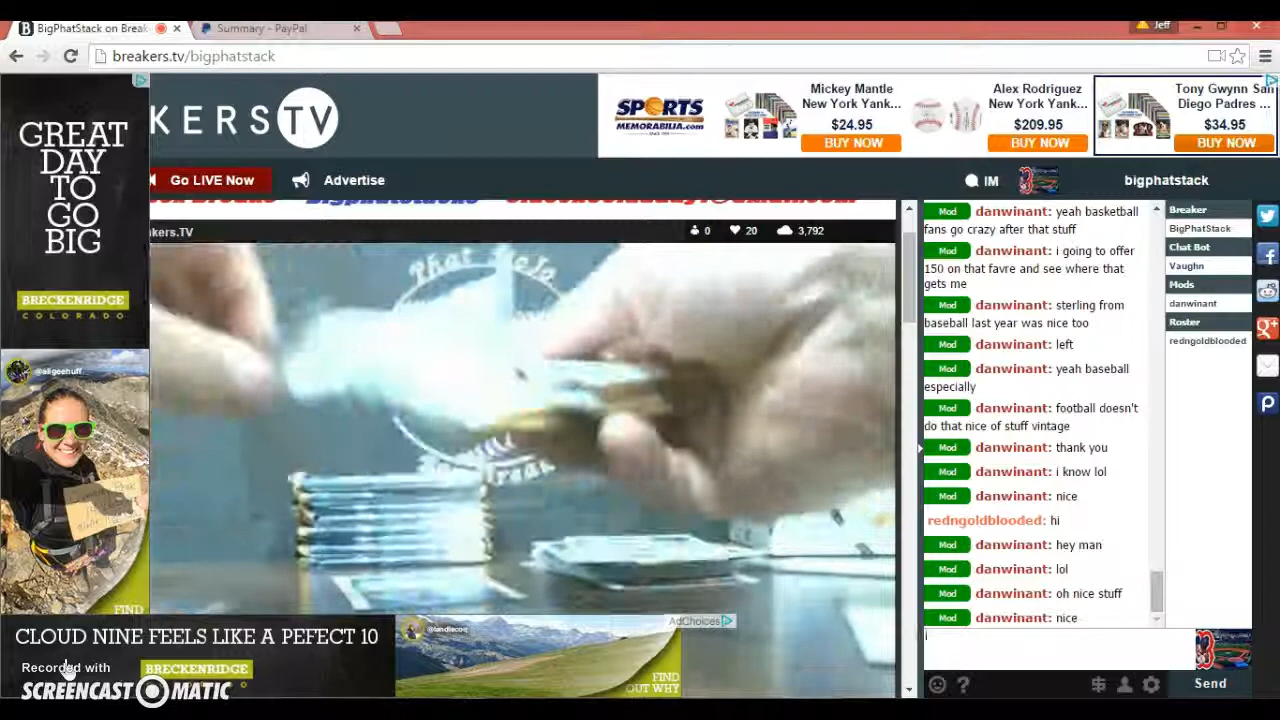 BigPhatStack on Break
Summary - PayPal
Jeff
breakers.tv/bigphatstack
GREAT
DAY
TO
GO
BIG
BRECKENRIDGE
COLORADO
@aligeehuff
FIND
KERSTV
SPORTS
MEMORABILIA.com
Mickey Mantle
New York Yank...
$24.95
BUY NOW
Alex Rodriguez
New York Yank...
$209.95
BUY NOW
Tony Gwynn San
Diego Padres ...
$34.95
BUY NOW
Go LIVE Now
Advertise
IM
bigphatstack
kers.TV
0
20
3,792
Mod danwinant: yeah basketball
fans go crazy after that stuff
Mod danwinant: i going to offer
150 on that favre and see where that
gets me
Mod danwinant: sterling from
baseball last year was nice too
Mod danwinant: left
Mod danwinant: yeah baseball
especially
Mod danwinant: football doesn't
do that nice of stuff vintage
Mod danwinant: thank you
Mod danwinant: i know lol
Mod danwinant: nice
redngoldblooded: hi
Mod danwinant: hey man
Mod danwinant: lol
Mod danwinant: oh nice stuff
Mod danwinant: nice
i
Send
Breaker
BigPhatStack
Chat Bot
Vaughn
Mods
danwinant
Roster
redngoldblooded
CLOUD NINE FEELS LIKE A PEFECT 10
BRECKENRIDGE
AdChoices
FIND
OUT WHY
Recorded with
SCREENCAST MATIC